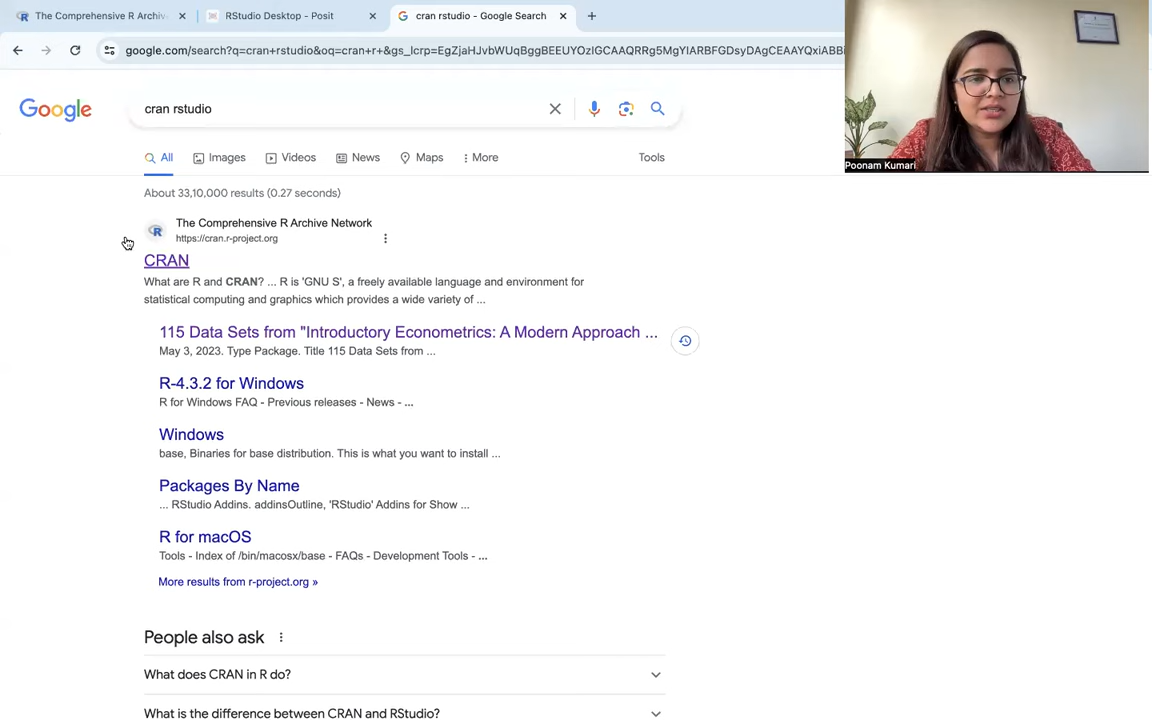 The Comprehensive R Archiv
RStudio Desktop - Posit
cran rstudio - Google Search
google.com/search?q=cran+rstudio&oq=cran+r+&gs_lcrp=EgZjaHJvbWUqBggBEEUYOzIGCAAQRRg5MgYIARBFGDsyDAgCEAAYQxiABBi
Poonam Kumari
Google
cran rstudio
All
Images
Videos
News
Maps
More
Tools
About 33,10,000 results (0.27 seconds)
R
The Comprehensive R Archive Network
https://cran.r-project.org
CRAN
What are R and CRAN? ... R is 'GNU S', a freely available language and environment for
statistical computing and graphics which provides a wide variety of ...
115 Data Sets from "Introductory Econometrics: A Modern Approach ...
May 3, 2023. Type Package. Title 115 Data Sets from ...
R-4.3.2 for Windows
R for Windows FAQ - Previous releases - News - ...
Windows
base, Binaries for base distribution. This is what you want to install ...
Packages By Name
... RStudio Addins. addinsOutline, 'RStudio' Addins for Show ...
R for macOS
Tools - Index of /bin/macosx/base - FAQs - Development Tools - ...
More results from r-project.org »
People also ask
What does CRAN in R do?
What is the difference between CRAN and RStudio?